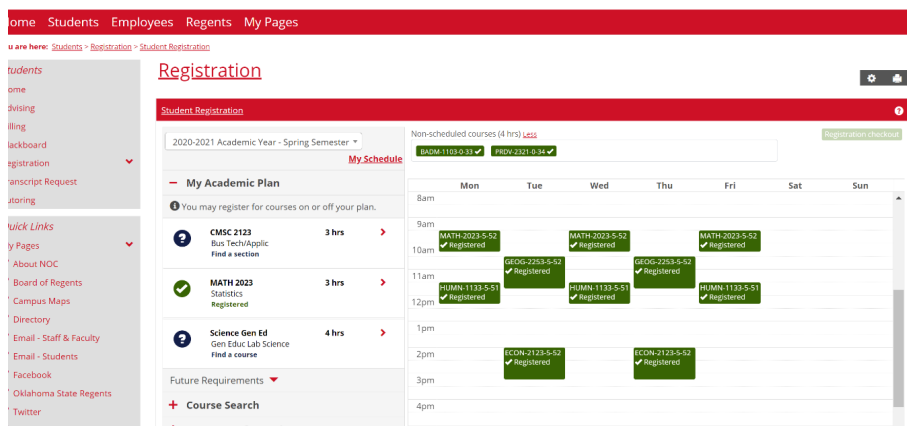 ome Students Employees Regents My Pages
u are here: Students > Registration > Student Registration
tudents
ome
dvising
illing
lackboard
egistration
ranscript Request
utoring
uick Links
y Pages
About NOC
Board of Regents
Campus Maps
Directory
Email - Staff & Faculty
Email - Students
Facebook
Oklahoma State Regents
Twitter
Registration
Student Registration
2020-2021 Academic Year - Spring Semester
My Schedule
My Academic Plan
You may register for courses on or off your plan.
CMSC 2123 3 hrs
Bus Tech/Applic
Find a section
MATH 2023 3 hrs
Statistics
Registered
Science Gen Ed 4 hrs
Gen Educ Lab Science
Find a course
Future Requirements
+ Course Search
Non-scheduled courses (4 hrs) Less
Registration checkout
BADM-1103-0-33 ✔ PRDV-2321-0-34 ✔
Mon Tue Wed Thu Fri Sat Sun
8am
9am
MATH-2023-5-52 MATH-2023-5-52 MATH-2023-5-52
✔ Registered ✔ Registered ✔ Registered
10am
GEOG-2253-5-52 GEOG-2253-5-52
✔ Registered ✔ Registered
11am
HUMN-1133-5-51 HUMN-1133-5-51 HUMN-1133-5-51
✔ Registered ✔ Registered ✔ Registered
12pm
1pm
2pm
ECON-2123-5-52 ECON-2123-5-52
✔ Registered ✔ Registered
3pm
4pm